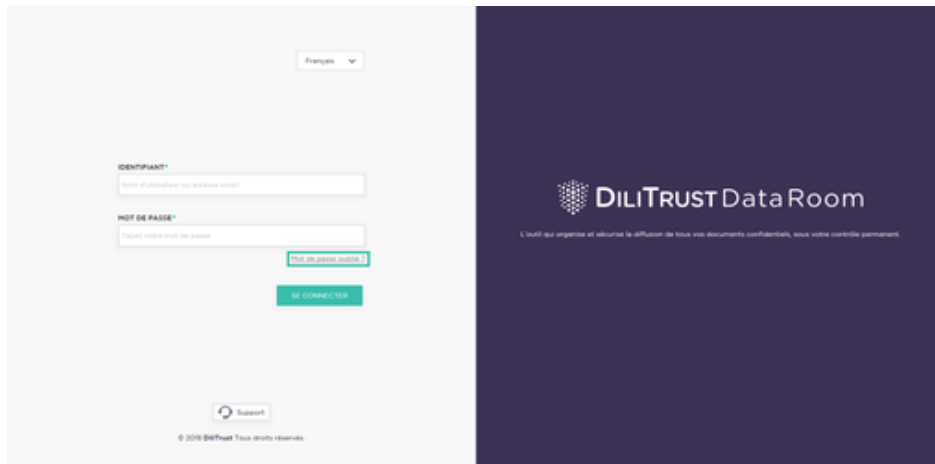 Français
IDENTIFIANT*
Nom d'utilisateur ou adresse email
MOT DE PASSE*
Tapez votre mot de passe
Mot de passe oublié ?
SE CONNECTER
Support
© 2018 DiliTrust Tous droits réservés.
DILITRUST DataRoom
L'outil qui organise et sécurise la diffusion de tous vos documents confidentiels, sous votre contrôle permanent.